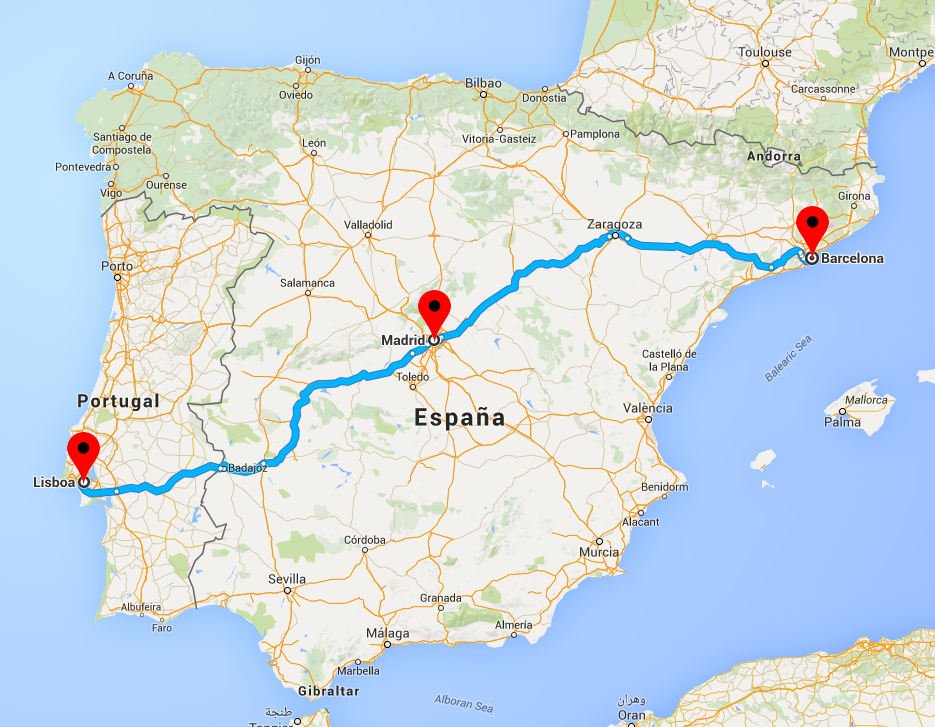 Toulouse
Montpe
Gijón
A Coruña
Bilbao
Carcassonne
Oviedo
Donostia
Santiago de
Compostela
Vitoria-Gasteiz
Pamplona
León
Andorra
Pontevedra
Ourense
Vigo
Girona
Valladolid
Zaragoza
Porto
Barcelona
Salamanca
Madrid
Castelló de
la Plana
Balearic Sea
Toledo
Portugal
España
València
Mallorca
Palma
Badajoz
Lisboa
Benidorm
Alacant
Córdoba
Murcia
Sevilla
Albufeira
Granada
Faro
Almería
Málaga
Marbella
Gibraltar
Alboran Sea
طنجة
وهران
Oran